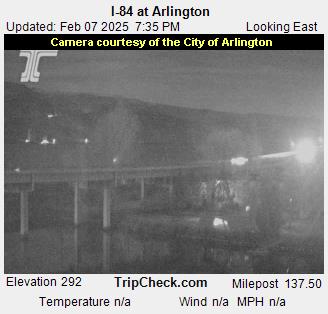 I-84 at Arlington
Updated: Feb 07 2025 7:35 PM Looking East
Camera courtesy of the City of Arlington
Elevation 292 TripCheck.com Milepost 137.50
Temperature n/a Wind n/a MPH n/a